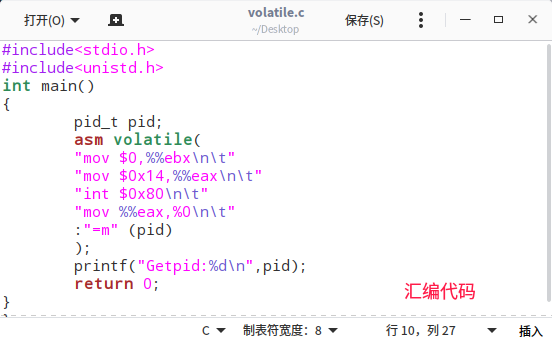 打开(O)
volatile.c
~/Desktop
保存(S)
#include<stdio.h>
#include<unistd.h>
int main()
{
pid_t pid;
asm volatile(
"mov $0,%%ebx\n\t"
"mov $0x14,%%eax\n\t"
"int $0x80\n\t"
"mov %%eax,%0\n\t"
:"=m" (pid)
);
printf("Getpid:%d\n",pid);
return 0;
汇编代码
}
C
制表符宽度：8
行 10，列 27
插入